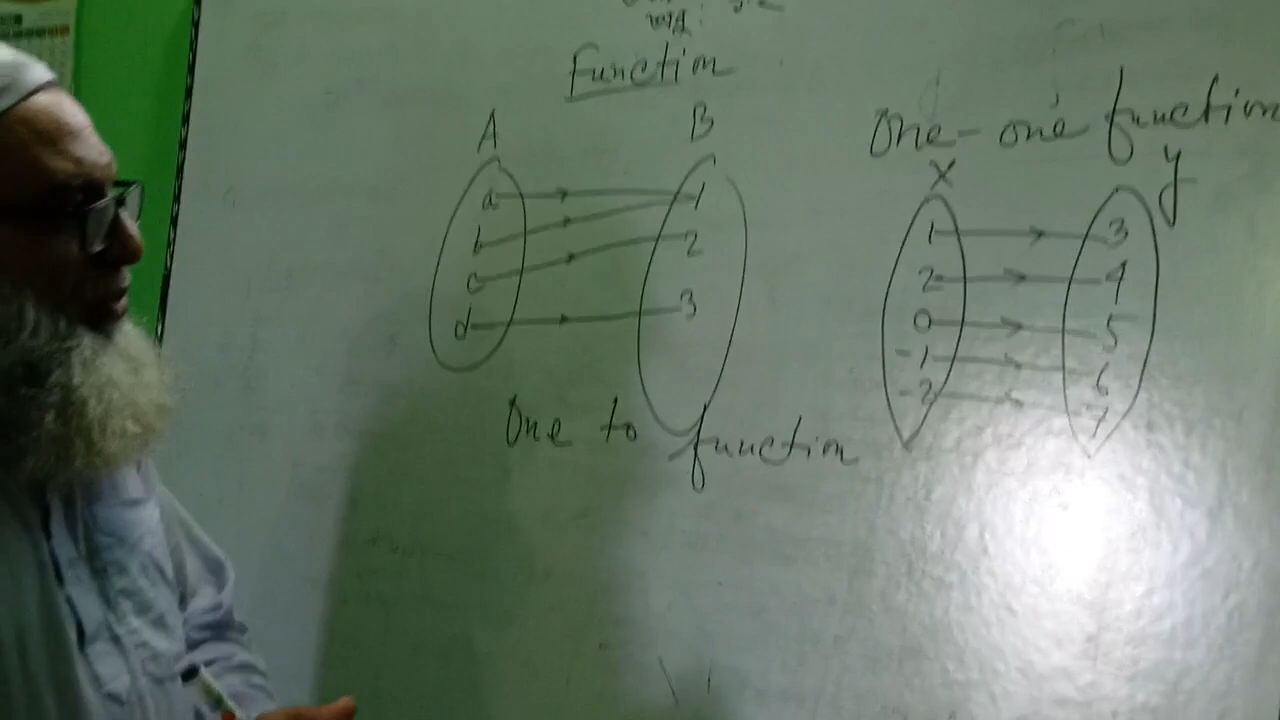 Function
A B
a 1
b 2
c 3
d
One to function
One-one function
X y
1 3
2 4
0 5
-1 6
-2 7